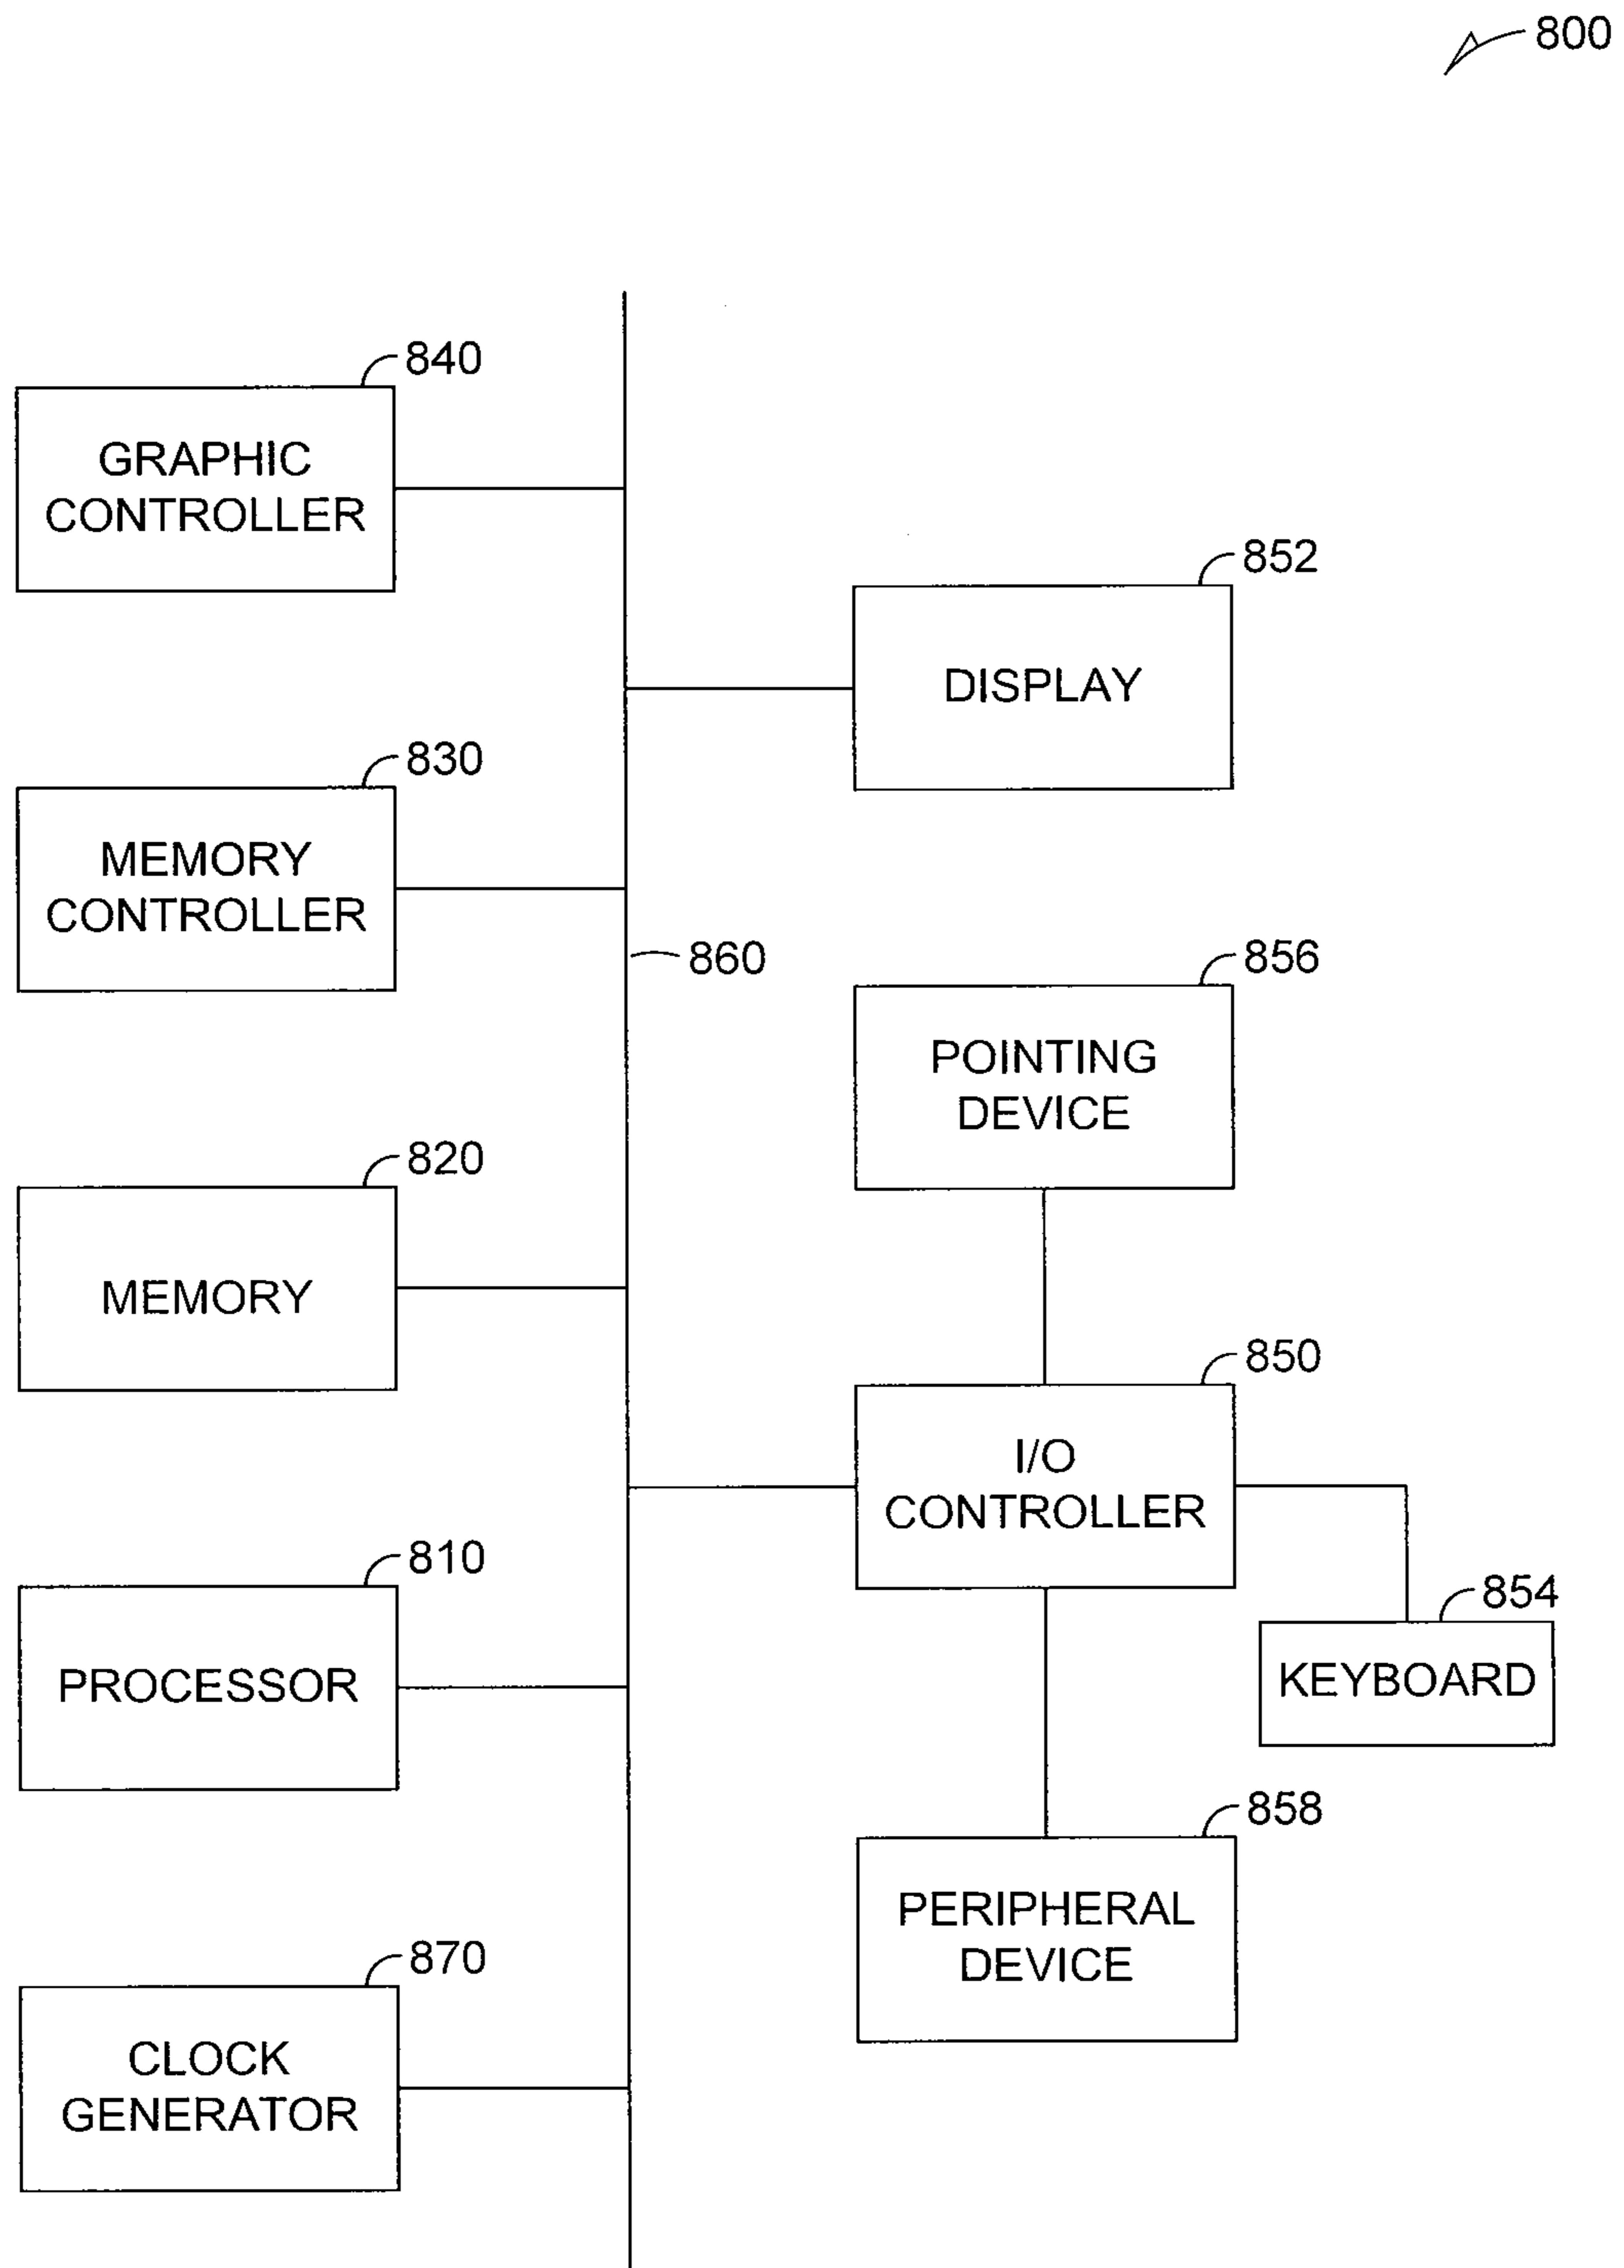 800
840
GRAPHIC
CONTROLLER
852
DISPLAY
830
MEMORY
CONTROLLER
860
856
POINTING
DEVICE
820
MEMORY
850
I/O
CONTROLLER
810
PROCESSOR
854
KEYBOARD
858
PERIPHERAL
DEVICE
870
CLOCK
GENERATOR